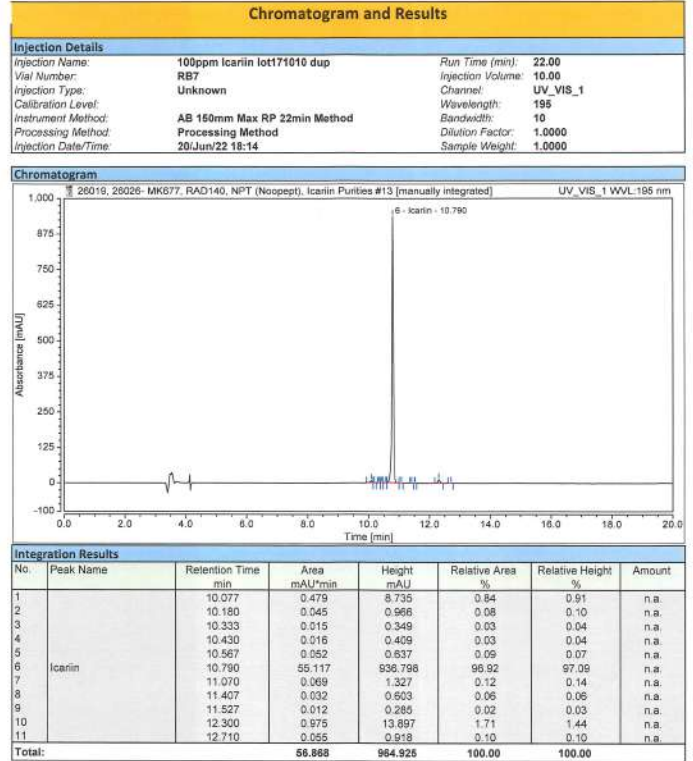 Chromatogram and Results
Injection Details
Injection Name: 100ppm Icariin lot171010 dup Run Time (min): 22.00
Vial Number: RB7 Injection Volume: 10.00
Injection Type: Unknown Channel: UV_VIS_1
Calibration Level: Wavelength: 195
Instrument Method: AB 150mm Max RP 22min Method Bandwidth: 10
Processing Method: Processing Method Dilution Factor: 1.0000
Injection Date/Time: 20/Jun/22 18:14 Sample Weight: 1.0000
Chromatogram
26019, 26026- MK677, RAD140, NPT (Noopept), Icariin Purities #13 [manually integrated] UV_VIS_1 WVL:195 nm
1,000
6 - Icariin - 10.790
875
750
625
500
375
250
125
0
-100
Absorbance [mAU]
0.0 2.0 4.0 6.0 8.0 10.0 12.0 14.0 16.0 18.0 20.0
Time [min]
Integration Results
No. Peak Name Retention Time Area Height Relative Area Relative Height Amount
min mAU*min mAU % %
1 10.077 0.479 8.735 0.84 0.91 n.a.
2 10.180 0.045 0.966 0.08 0.10 n.a.
3 10.333 0.015 0.349 0.03 0.04 n.a.
4 10.430 0.016 0.409 0.03 0.04 n.a.
5 10.567 0.052 0.637 0.09 0.07 n.a.
6 Icariin 10.790 55.117 936.798 96.92 97.09 n.a.
7 11.070 0.069 1.327 0.12 0.14 n.a.
8 11.407 0.032 0.603 0.06 0.06 n.a.
9 11.527 0.012 0.285 0.02 0.03 n.a.
10 12.300 0.975 13.897 1.71 1.44 n.a.
11 12.710 0.055 0.918 0.10 0.10 n.a.
Total: 56.868 964.925 100.00 100.00